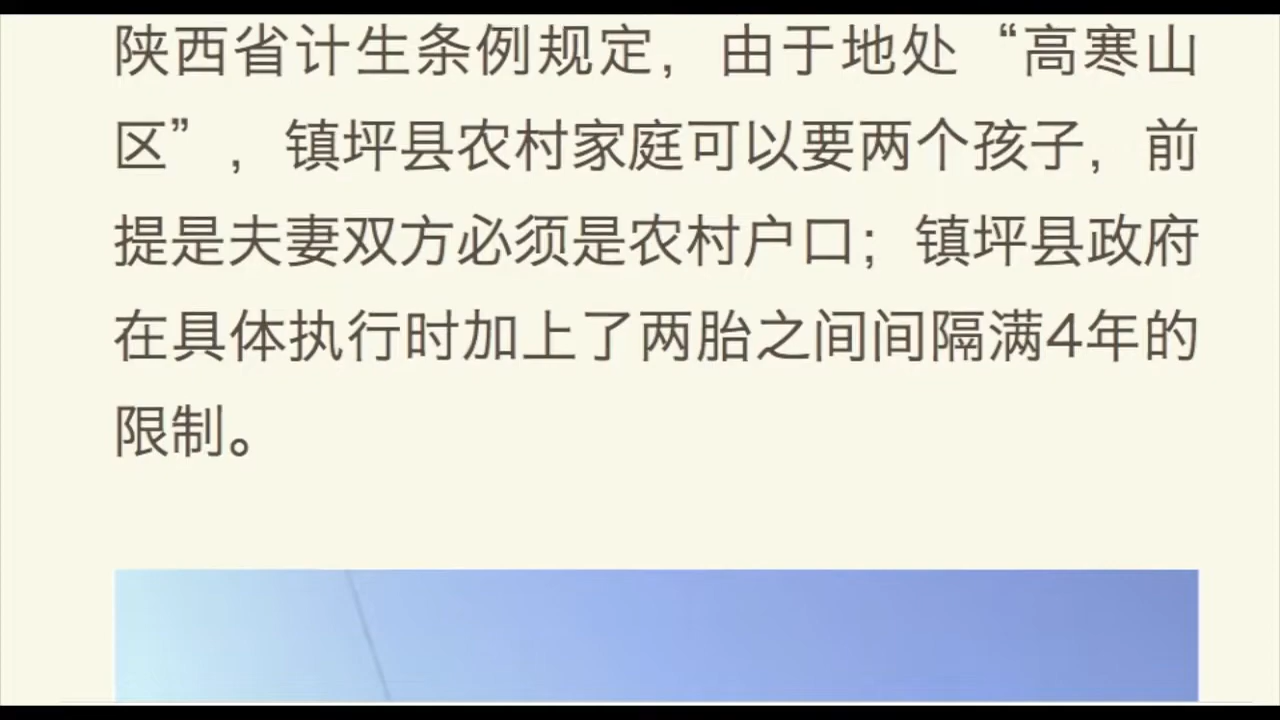 陕西省计生条例规定，由于地处“高寒山
区”，镇坪县农村家庭可以要两个孩子，前
提是夫妻双方必须是农村户口；镇坪县政府
在具体执行时加上了两胎之间间隔满4年的
限制。